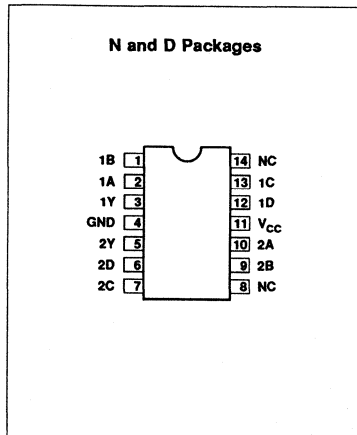 N and D Packages
1B 1 14 NC
1A 2 13 1C
1Y 3 12 1D
GND 4 11 VCC
2Y 5 10 2A
2D 6 9 2B
2C 7 8 NC